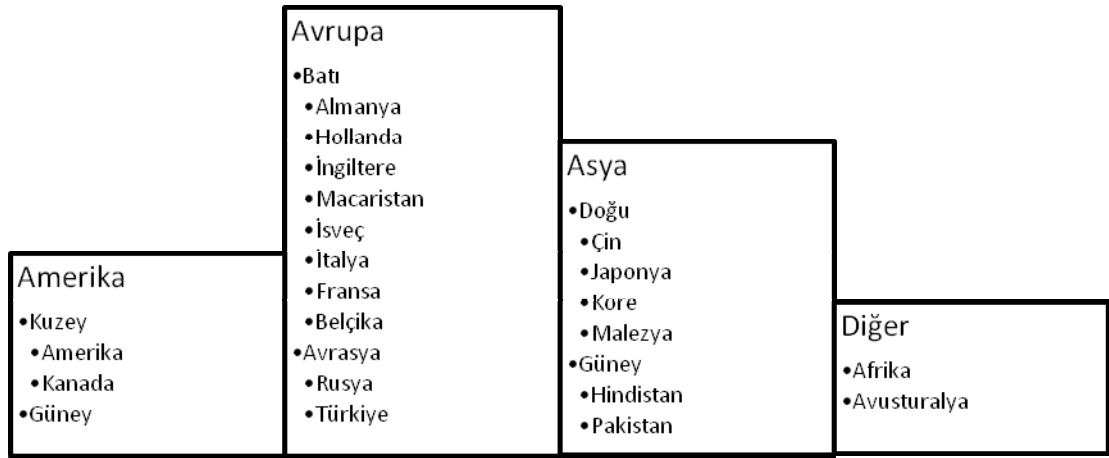 Amerika
•Kuzey
•Amerika
•Kanada
•Güney
Avrupa
•Batı
•Almanya
•Hollanda
•İngiltere
•Macaristan
•İsveç
•İtalya
•Fransa
•Belçika
•Avrasya
•Rusya
•Türkiye
Asya
•Doğu
•Çin
•Japonya
•Kore
•Malezya
•Güney
•Hindistan
•Pakistan
Diğer
•Afrika
•Avusturalya